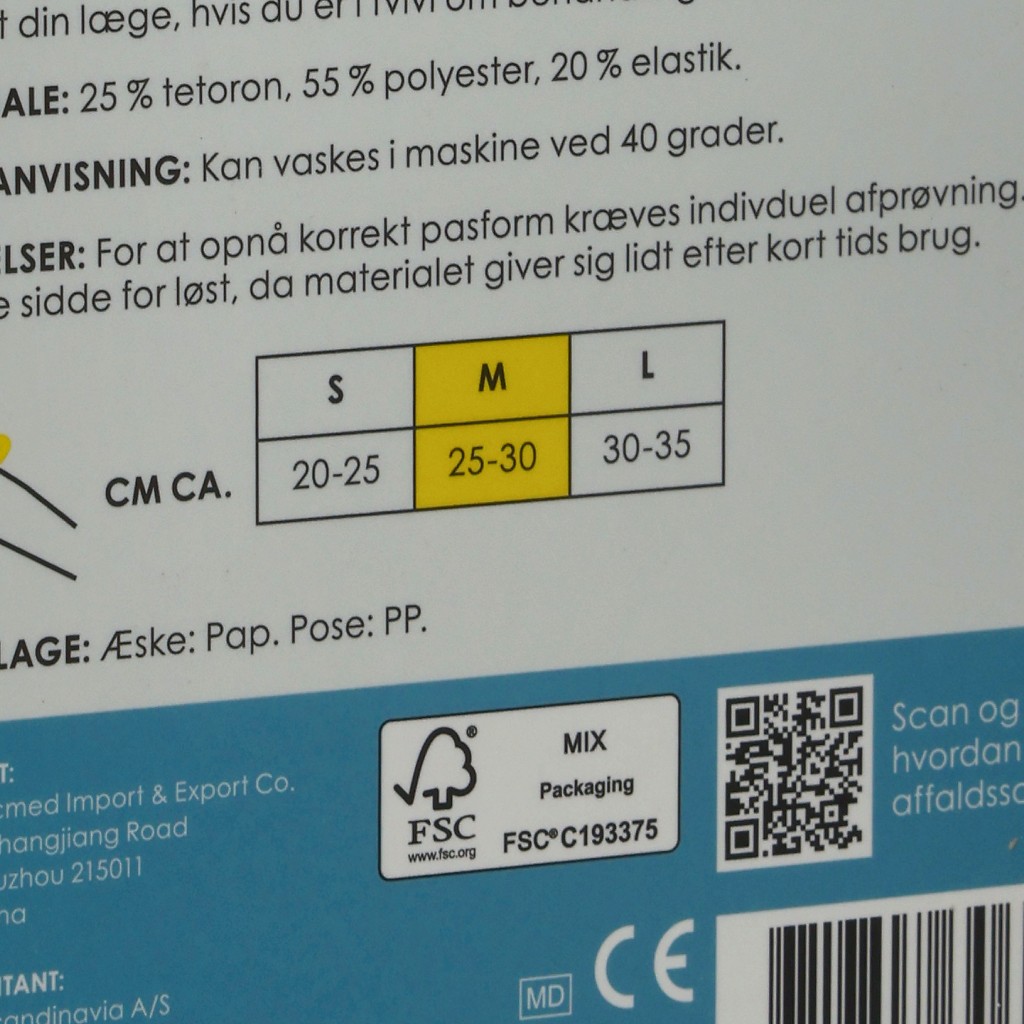 t din læge, hvis du er i tvivl om
ALE: 25 % tetoron, 55 % polyester, 20 % elastik.
ANVISNING: Kan vaskes i maskine ved 40 grader.
ELSER: For at opnå korrekt pasform kræves indivduel afprøvning.
e sidde for løst, da materialet giver sig lidt efter kort tids brug.
S M L
CM CA. 20-25 25-30 30-35
LAGE: Æske: Pap. Pose: PP.
T:
cmed Import & Export Co.
hangjiang Road
uzhou 215011
na
TANT:
candinavia A/S
®
FSC
www.fsc.org
MIX
Packaging
FSC® C193375
Scan og
hvordan
affaldsso
MD
CE